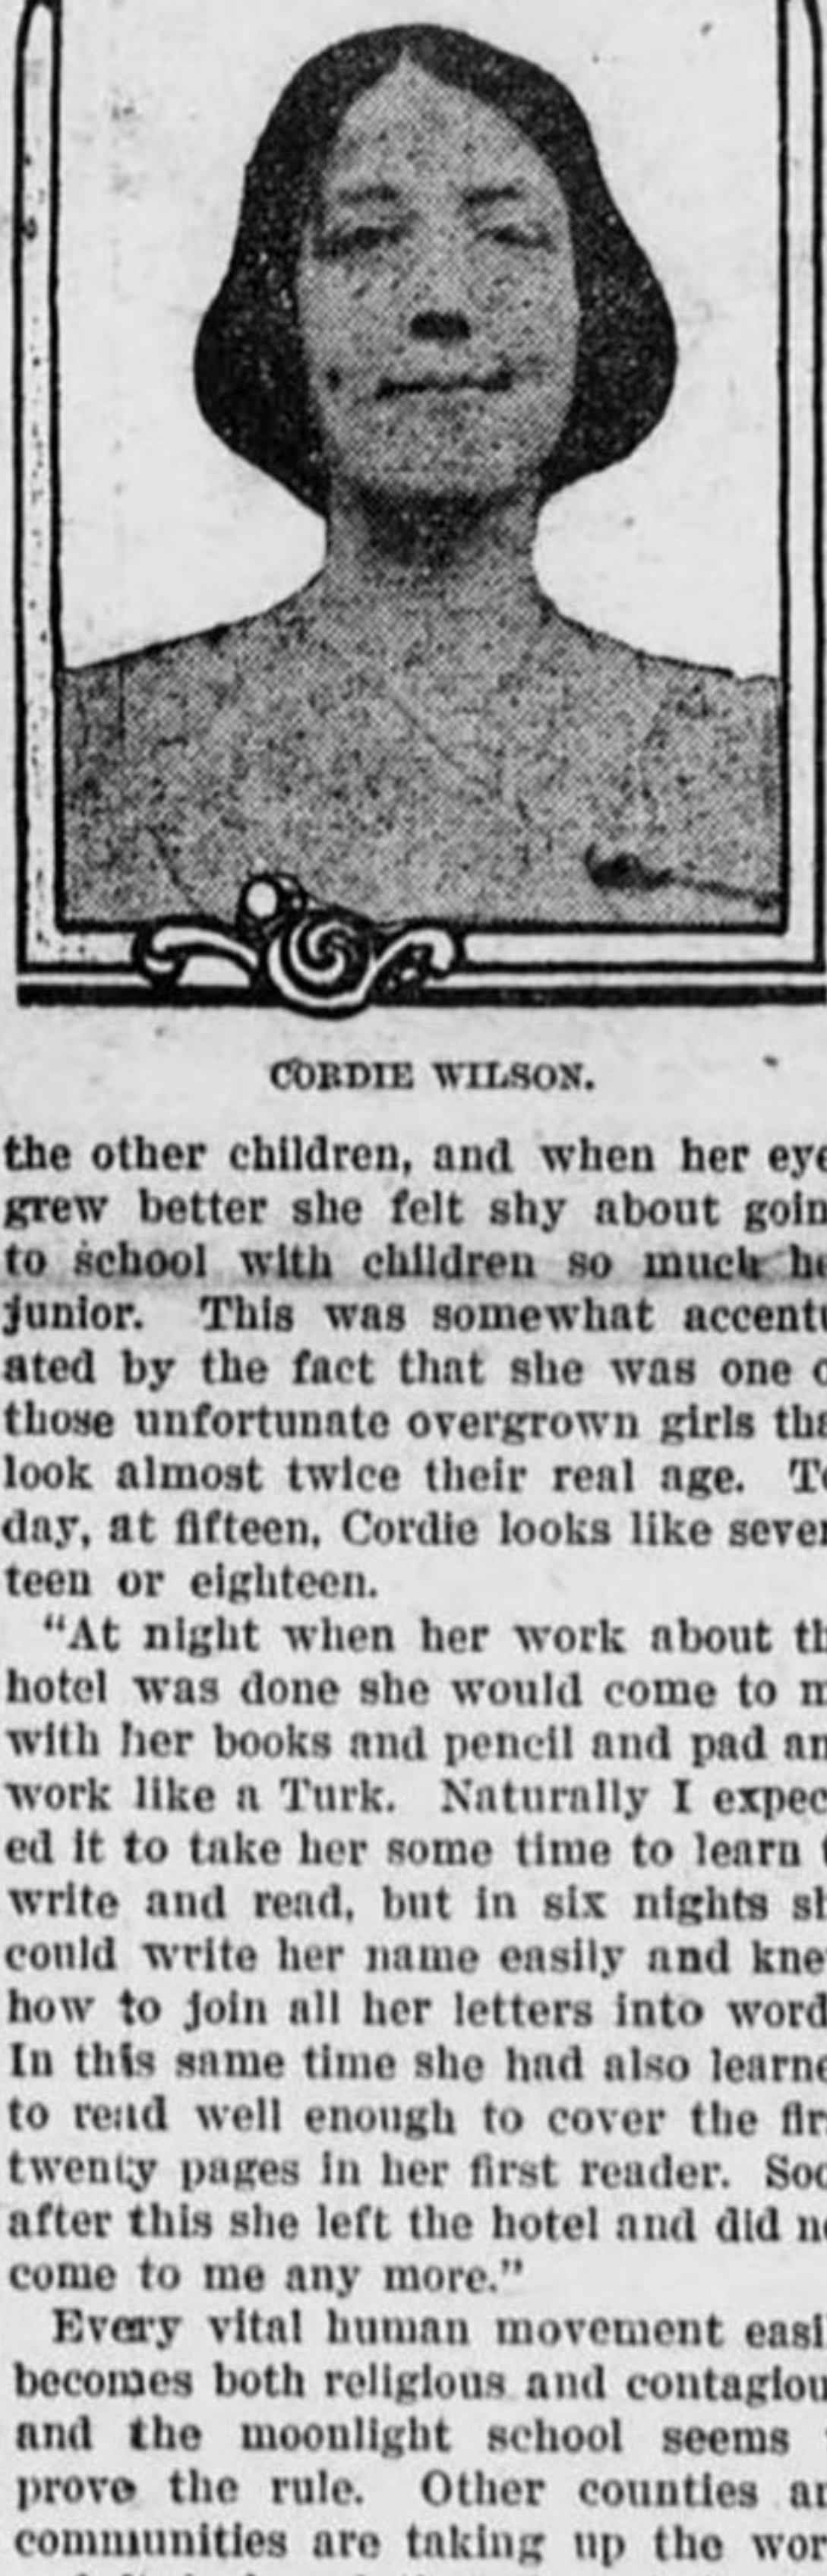 CORDIE WILSON.
the other children, and when her eye
grew better she felt shy about goin
to school with children so much he
junior. This was somewhat accentu
ated by the fact that she was one o
those unfortunate overgrown girls tha
look almost twice their real age. To
day, at fifteen, Cordie looks like seven
teen or eighteen.
"At night when her work about th
hotel was done she would come to m
with her books and pencil and pad an
work like a Turk. Naturally I expec
ed it to take her some time to learn t
write and read, but in six nights sh
could write her name easily and kne
how to join all her letters into word
In this same time she had also learne
to read well enough to cover the fir
twenty pages in her first reader. Soo
after this she left the hotel and did no
come to me any more."
Every vital human movement easi
becomes both religious and contagiou
and the moonlight school seems
prove the rule. Other counties an
communities are taking up the wor